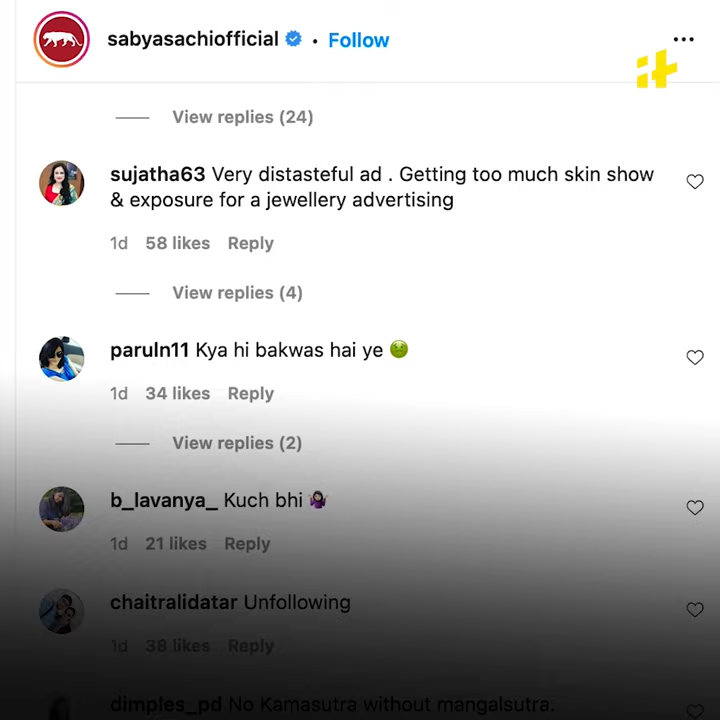 sabyasachiofficial • Follow
View replies (24)
sujatha63 Very distasteful ad . Getting too much skin show
& exposure for a jewellery advertising
1d 58 likes Reply
View replies (4)
paruln11 Kya hi bakwas hai ye 🤢
1d 34 likes Reply
View replies (2)
b_lavanya_ Kuch bhi 🤷🏻‍♀️
1d 21 likes Reply
chaitralidatar Unfollowing
1d 38 likes Reply
dimples_pd No Kamasutra without mangalsutra.